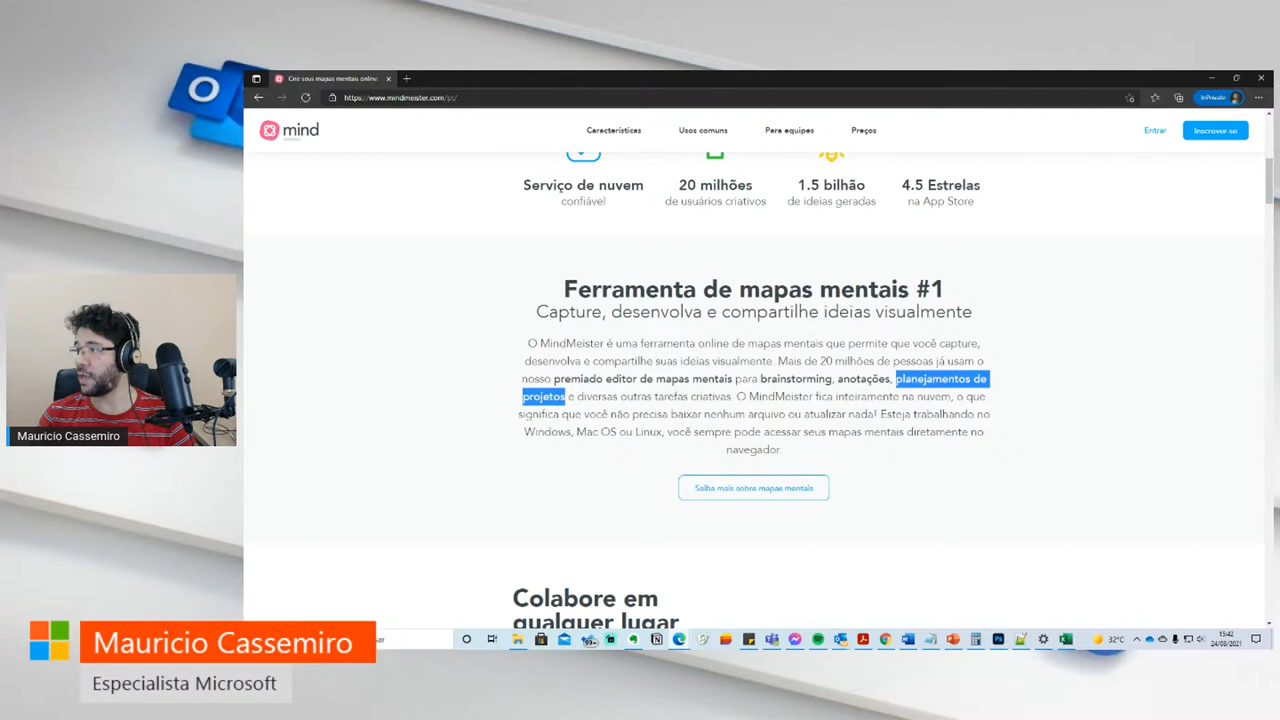 Crie seus mapas mentais online
https://www.mindmeister.com/pt/
InPrivate
mind
Características
Usos comuns
Para equipes
Preços
Entrar
Inscrever-se
Serviço de nuvem
confiável
20 milhões
de usuários criativos
1.5 bilhão
de ideias geradas
4.5 Estrelas
na App Store
Ferramenta de mapas mentais #1
Capture, desenvolva e compartilhe ideias visualmente
O MindMeister é uma ferramenta online de mapas mentais que permite que você capture,
desenvolva e compartilhe suas ideias visualmente. Mais de 20 milhões de pessoas já usam o
nosso premiado editor de mapas mentais para brainstorming, anotações, planejamentos de
projetos e diversas outras tarefas criativas. O MindMeister fica inteiramente na nuvem, o que
significa que você não precisa baixar nenhum arquivo ou atualizar nada! Esteja trabalhando no
Windows, Mac OS ou Linux, você sempre pode acessar seus mapas mentais diretamente no
navegador.
Saiba mais sobre mapas mentais
Colabore em
qualquer lugar
Mauricio Cassemiro
32°C
15:42
24/08/2021
Mauricio Cassemiro
Especialista Microsoft